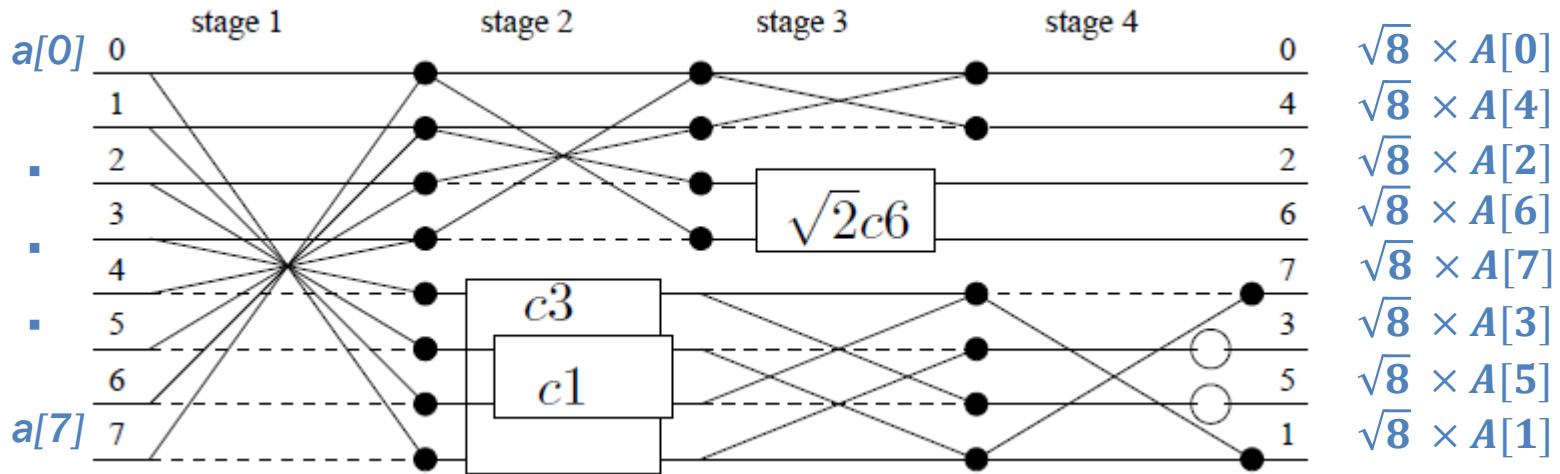 stage 1 stage 2 stage 3 stage 4
a[0] 0 0 √8 × A[0]
1 4 √8 × A[4]
2 2 √8 × A[2]
3 √2c6 6 √8 × A[6]
4 c3 7 √8 × A[7]
5 3 √8 × A[3]
6 c1 5 √8 × A[5]
a[7] 7 1 √8 × A[1]